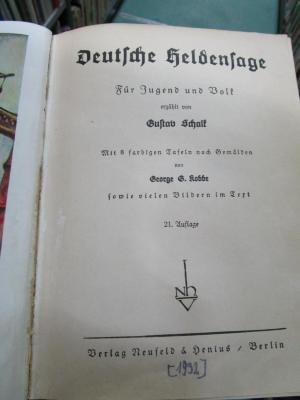 Deutsche Heldensage
Für Jugend und Volk
erzählt von
Gustav Schalk
Mit 8 farbigen Tafeln nach Gemälden
von
George G. Kobbe
sowie vielen Bildern im Text
21. Auflage
Verlag Neufeld & Henius / Berlin
[1932]